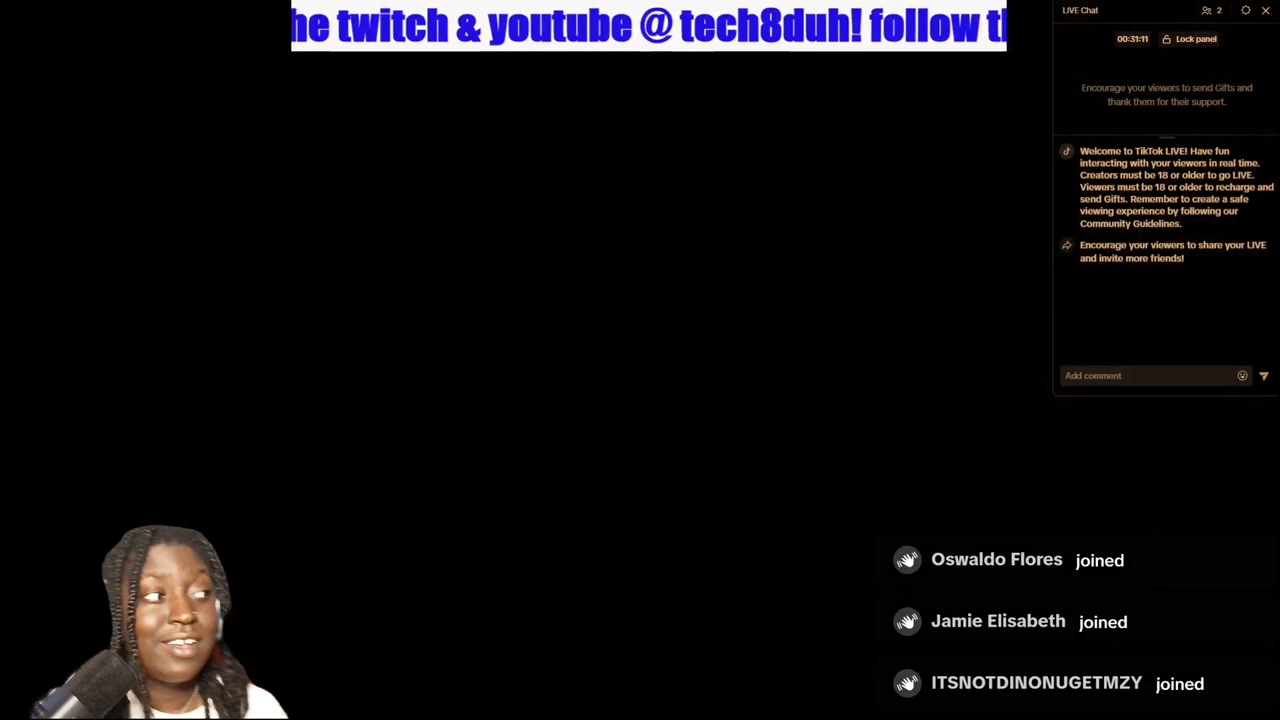 he twitch & youtube @ tech8duh! follow th
LIVE Chat
2
00:31:11
Lock panel
Encourage your viewers to send Gifts and
thank them for their support.
Welcome to TikTok LIVE! Have fun
interacting with your viewers in real time.
Creators must be 18 or older to go LIVE.
Viewers must be 18 or older to recharge and
send Gifts. Remember to create a safe
viewing experience by following our
Community Guidelines.
Encourage your viewers to share your LIVE
and invite more friends!
Add comment
Oswaldo Flores joined
Jamie Elisabeth joined
ITSNOTDINONUGETMZY joined